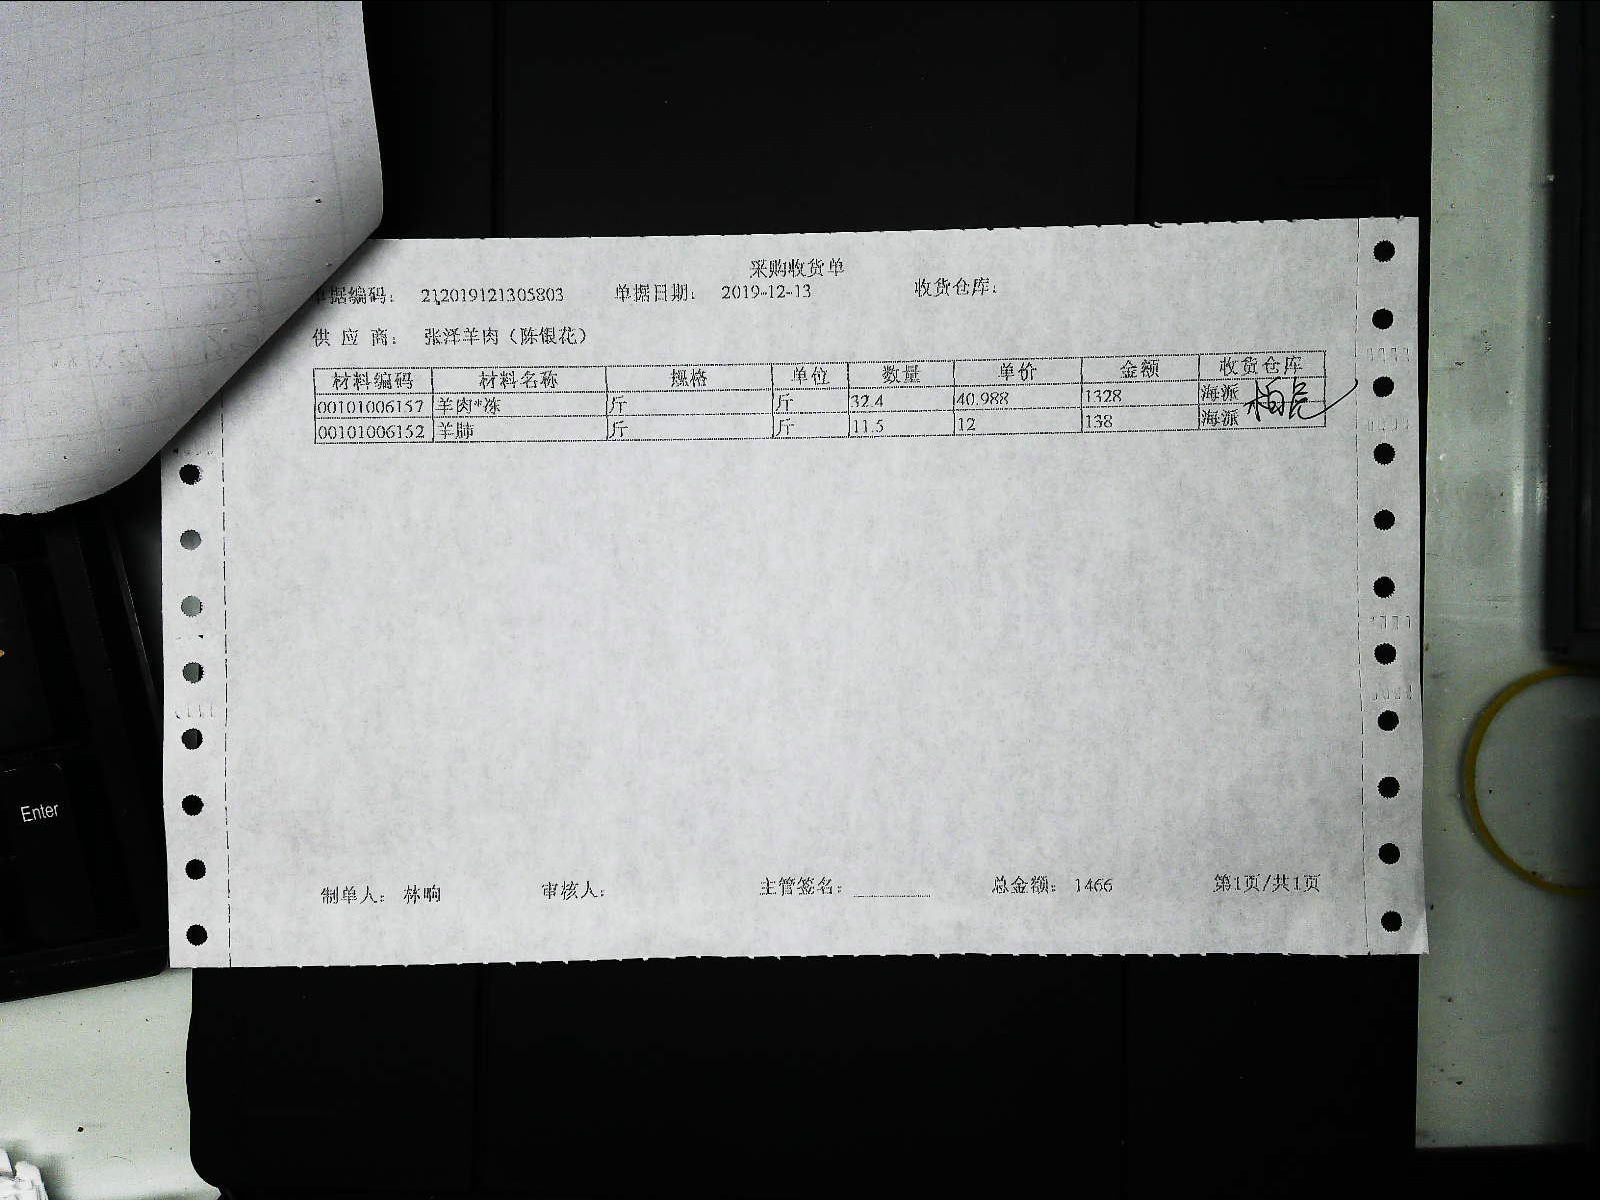 采购收货单
单据编码： 212019121305803 单据日期： 2019-12-13 收货仓库：
供 应 商： 张泽羊肉（陈银花）
材料编码 材料名称 规格 单位 数量 单价 金额 收货仓库
00101006157 羊肉*冻 斤 斤 32.4 40.988 1328 海派
00101006152 羊肺 斤 斤 11.5 12 138 海派
制单人： 林响 审核人： 主管签名： 总金额： 1466 第1页/共1页
Enter